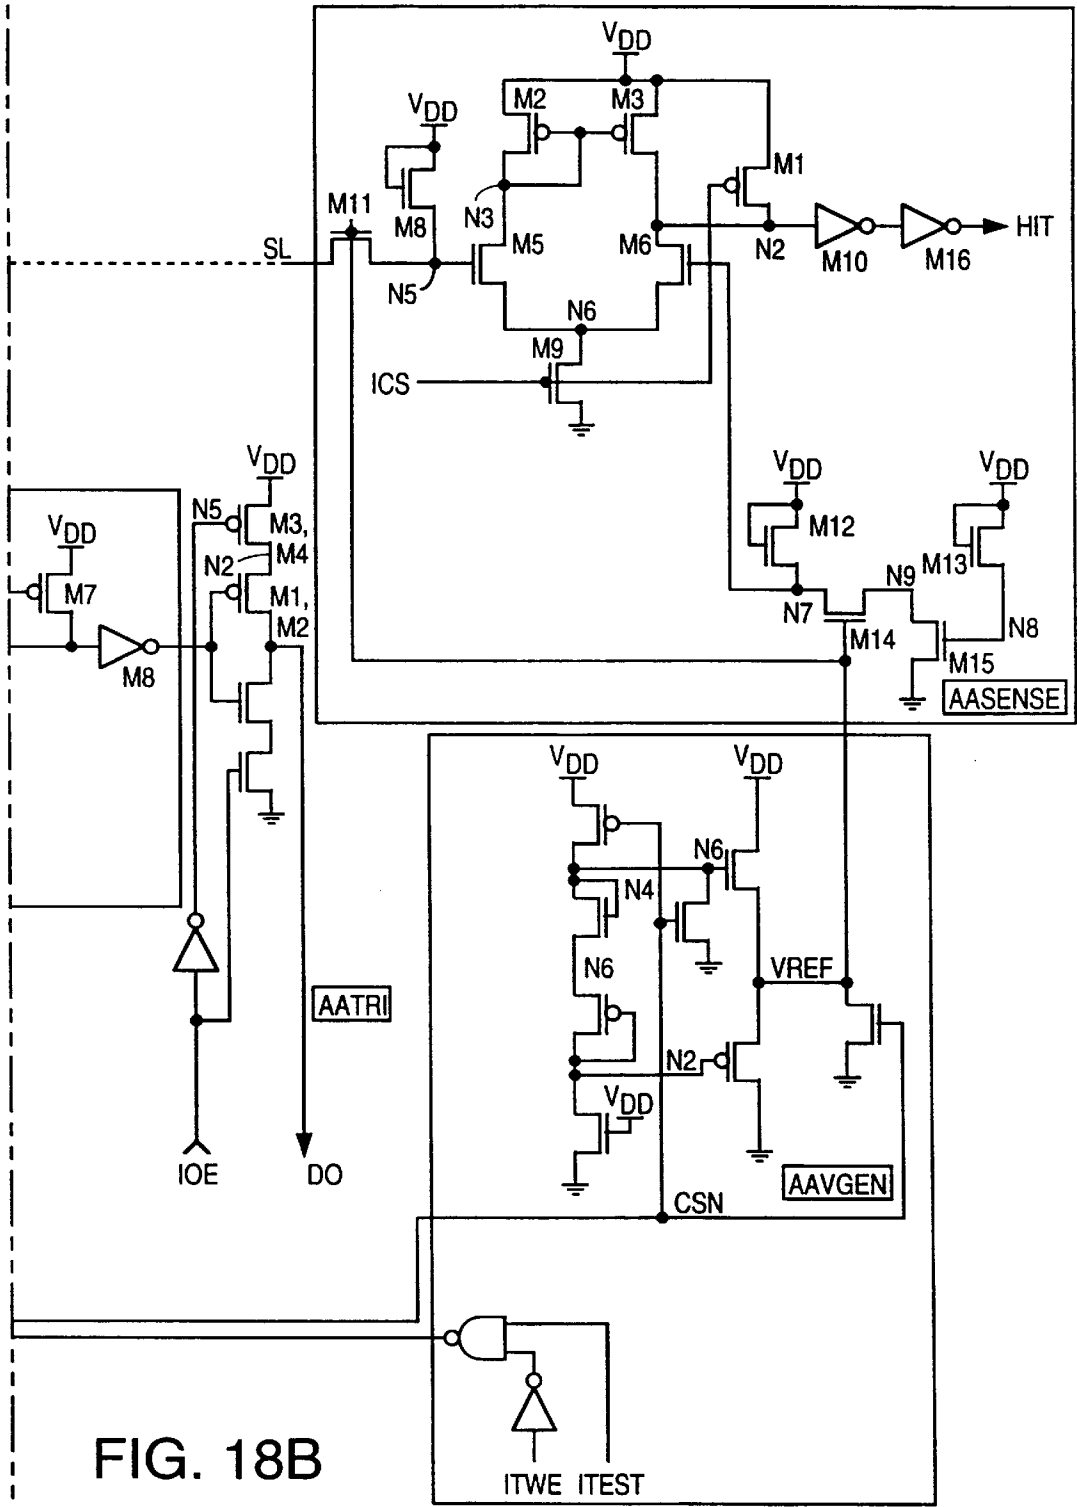 VDD
M2
M3
VDD
M1
M11
M8
N3
M5
M6
N2
M10
M16
HIT
SL
N5
N6
M9
ICS
VDD
VDD
VDD
N5
M3,
M4
M12
M13
VDD
N2
M7
M1,
M2
N7
N9
N8
M8
M14
M15
AASENSE
VDD
VDD
N6
N4
N6
VREF
AATRI
N2
VDD
IOE
DO
AAVGEN
CSN
FIG. 18B
ITWE
ITEST